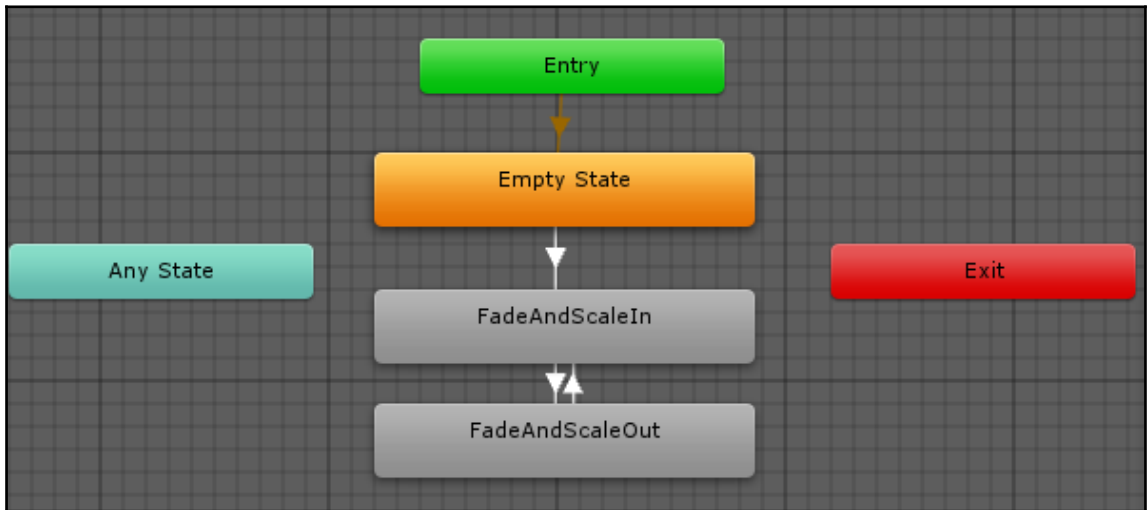 Entry
Empty State
Any State
Exit
FadeAndScaleIn
FadeAndScaleOut